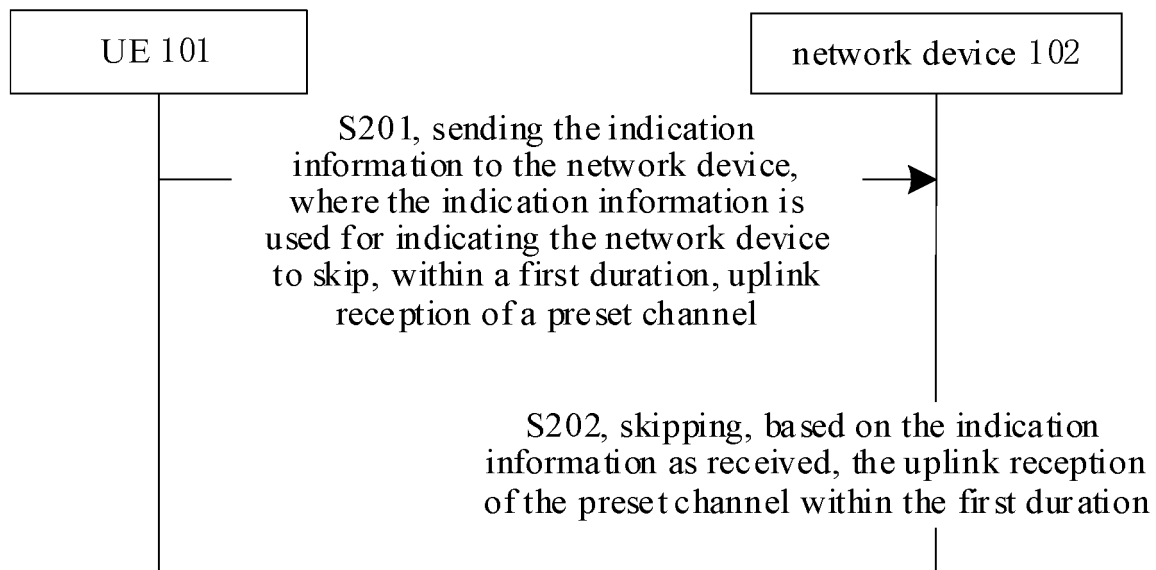 UE 101
network device 102
S201, sending the indication
information to the network device,
where the indication information is
used for indicating the network device
to skip, within a first duration, uplink
reception of a preset channel
S202, skipping, based on the indication
information as received, the uplink reception
of the preset channel within the first duration